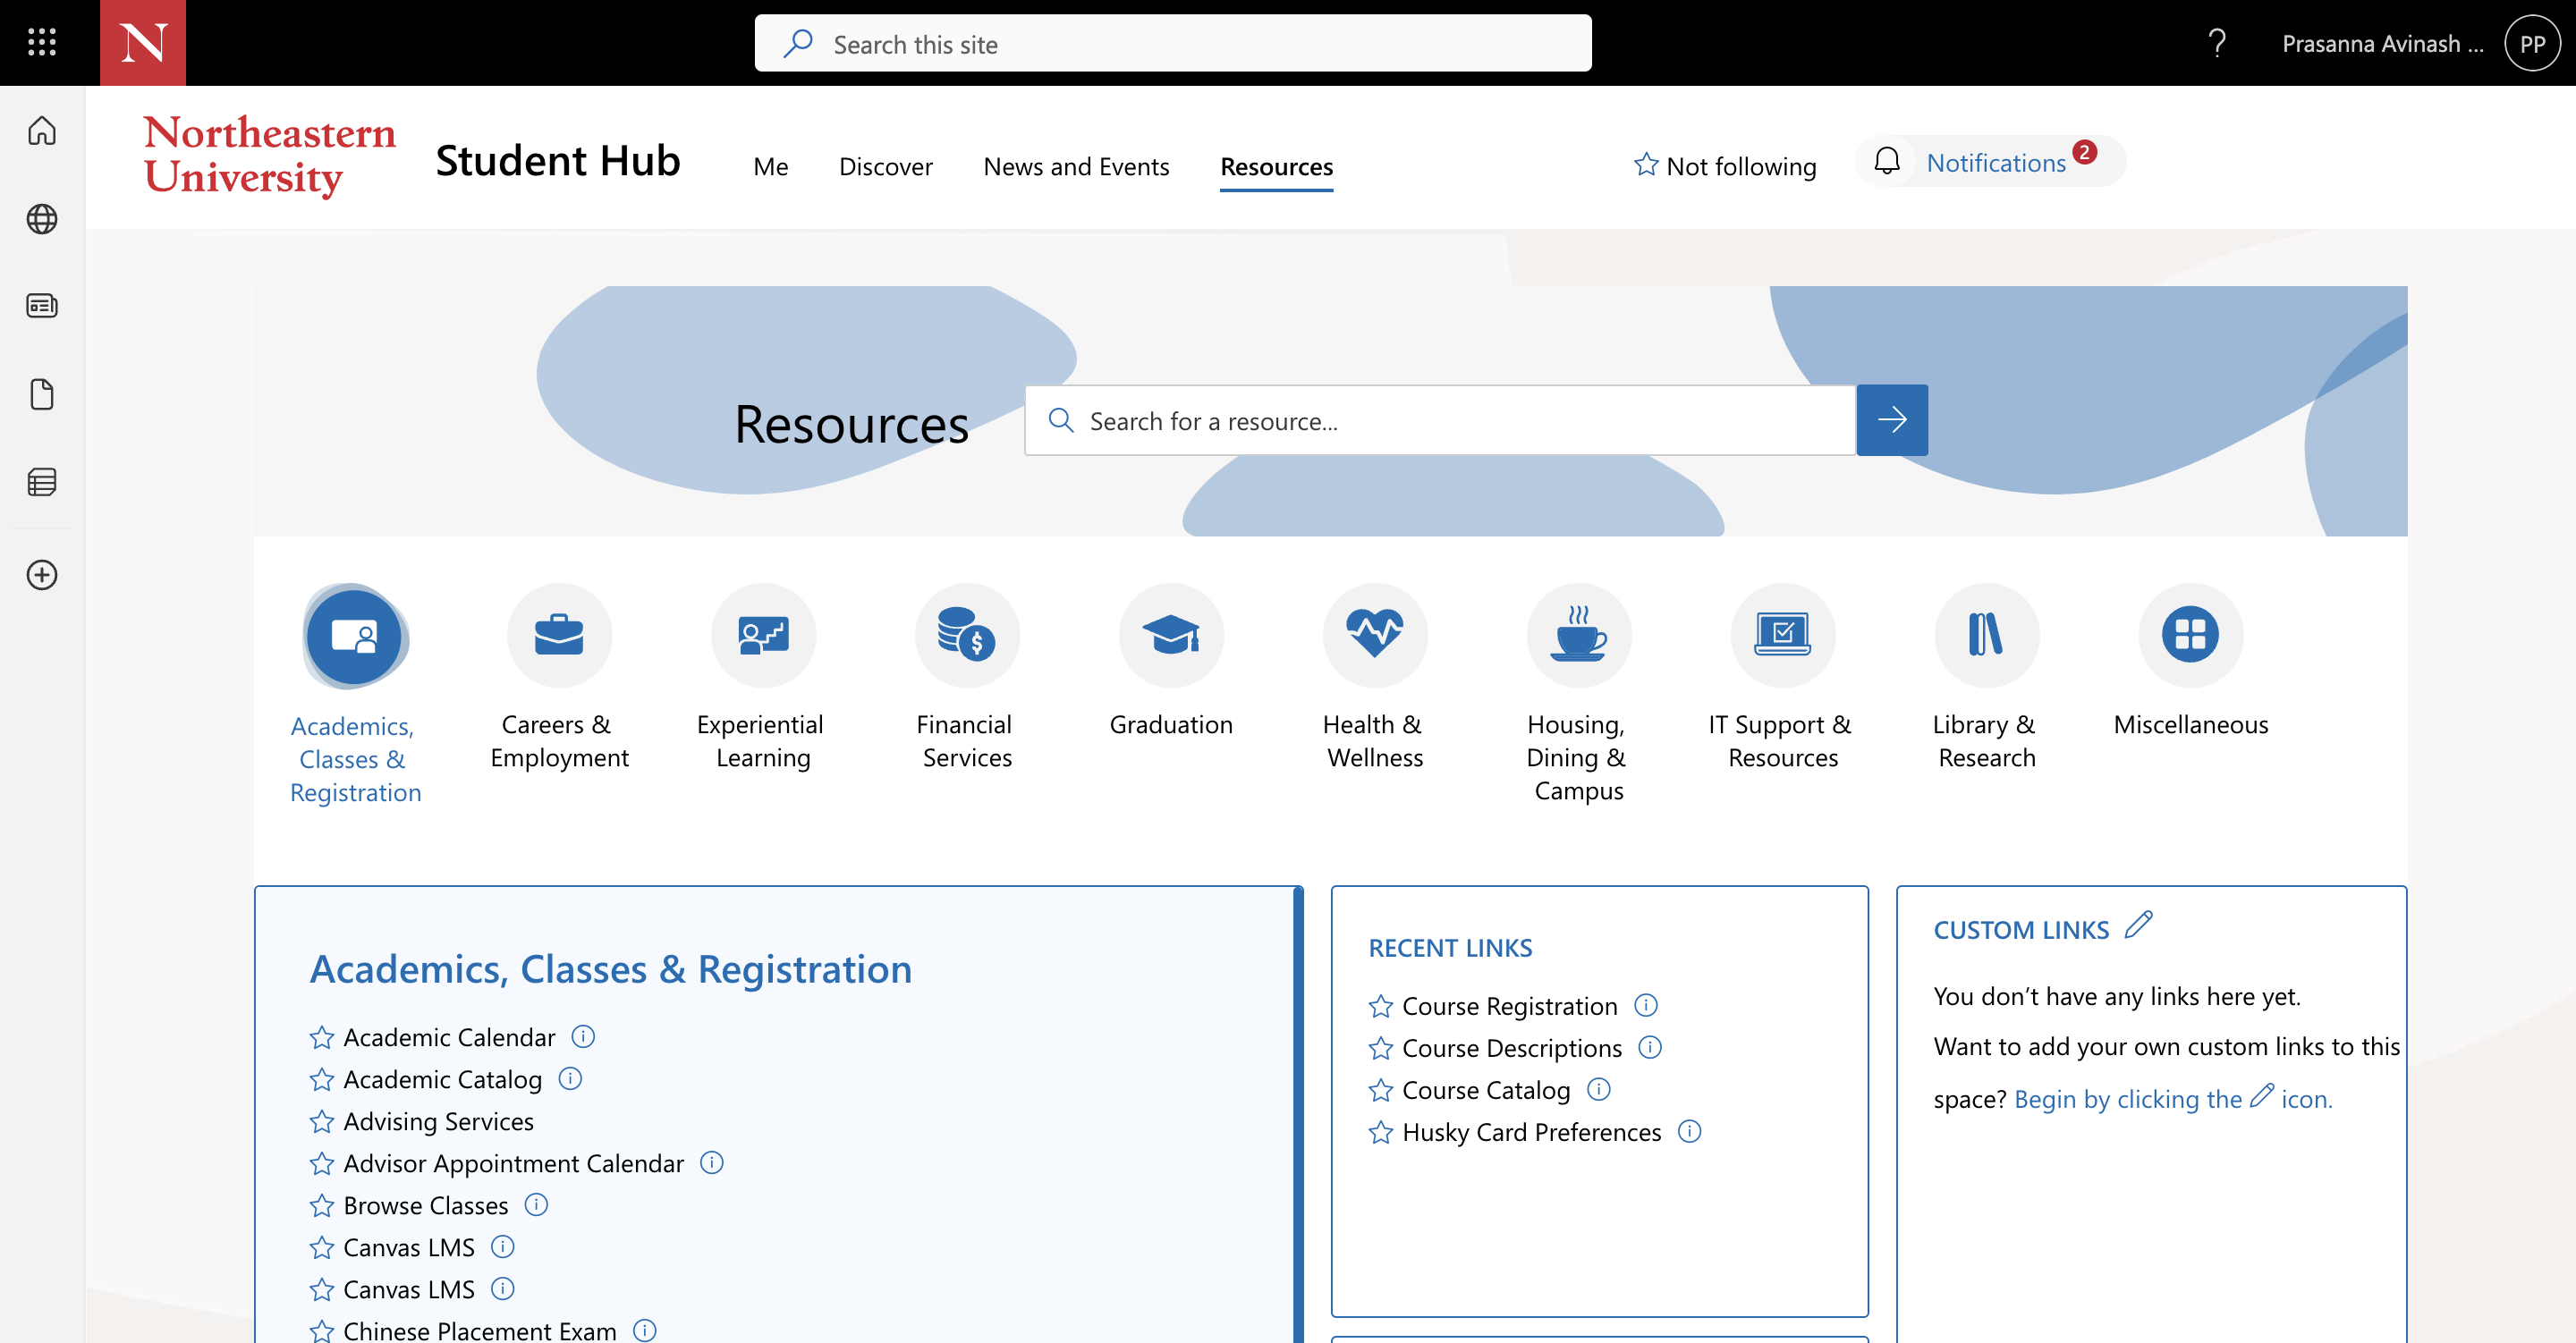 N
Search this site
?
Prasanna Avinash ...
PP
Northeastern
University
Student Hub
Me
Discover
News and Events
Resources
Not following
Notifications
2
Resources
Search for a resource...
Academics,
Classes &
Registration
Careers &
Employment
Experiential
Learning
Financial
Services
Graduation
Health &
Wellness
Housing,
Dining &
Campus
IT Support &
Resources
Library &
Research
Miscellaneous
Academics, Classes & Registration
Academic Calendar
Academic Catalog
Advising Services
Advisor Appointment Calendar
Browse Classes
Canvas LMS
Canvas LMS
Chinese Placement Exam
RECENT LINKS
Course Registration
Course Descriptions
Course Catalog
Husky Card Preferences
CUSTOM LINKS
You don’t have any links here yet.
Want to add your own custom links to this
space? Begin by clicking the icon.